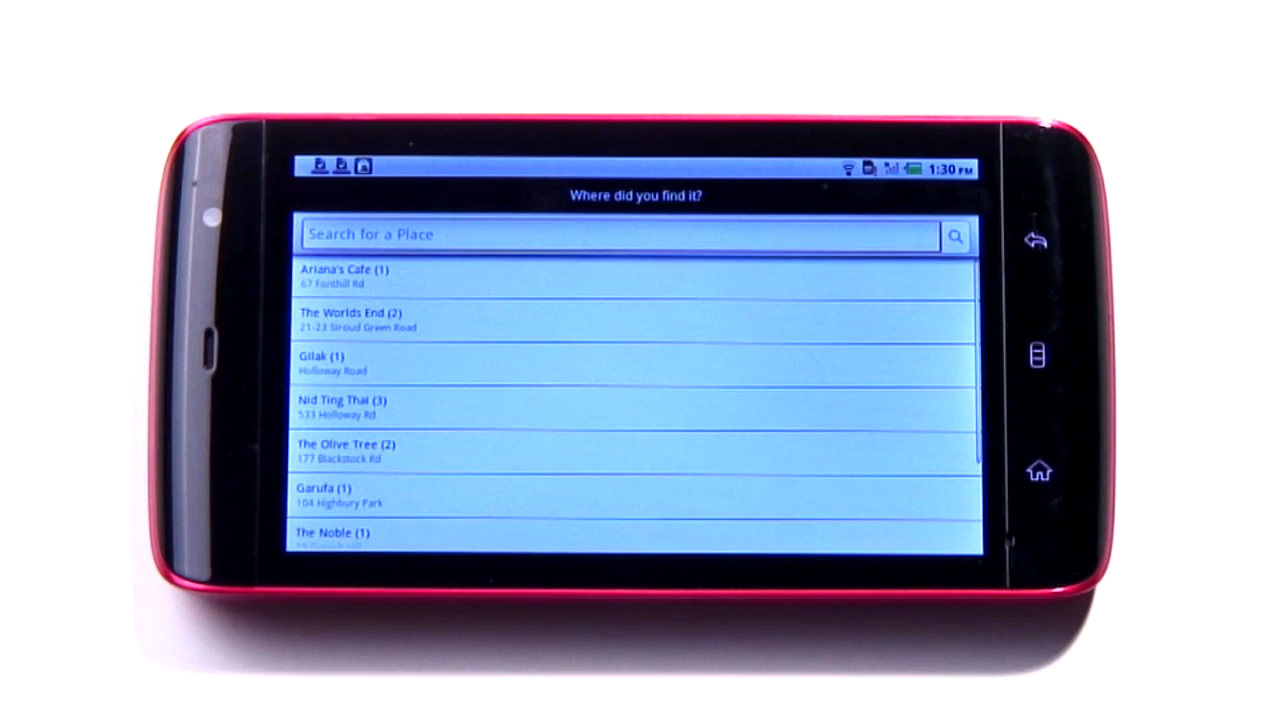 1:30 PM
Where did you find it?
Search for a Place
Ariana's Cafe (1)
67 Fonthill Rd
The Worlds End (2)
21-23 Stroud Green Road
Gilak (1)
Holloway Road
Nid Ting Thai (3)
533 Holloway Rd
The Olive Tree (2)
177 Blackstock Rd
Garufa (1)
104 Highbury Park
The Noble (1)